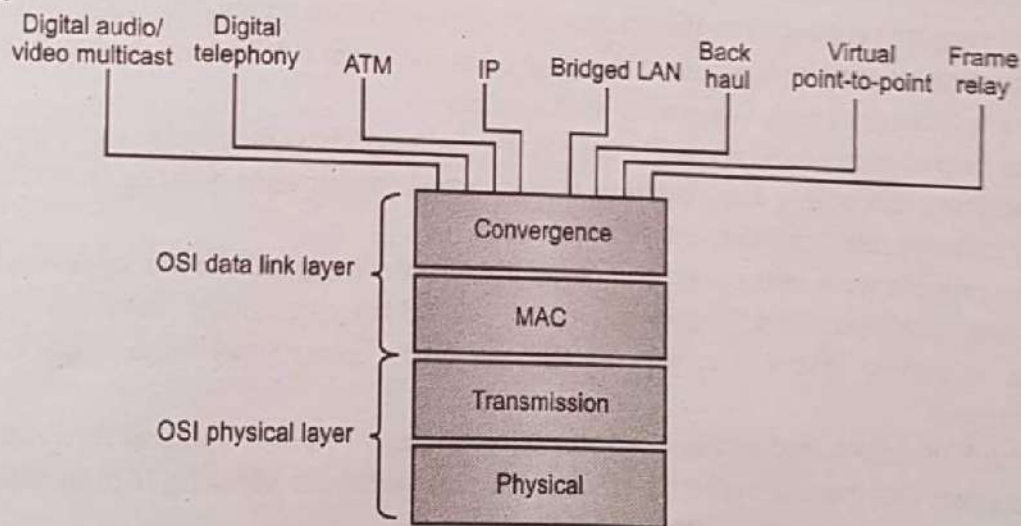 Digital audio/
video multicast
Digital
telephony
ATM
IP
Bridged LAN
Back
haul
Virtual
point-to-point
Frame
relay
Convergence
OSI data link layer
MAC
Transmission
OSI physical layer
Physical